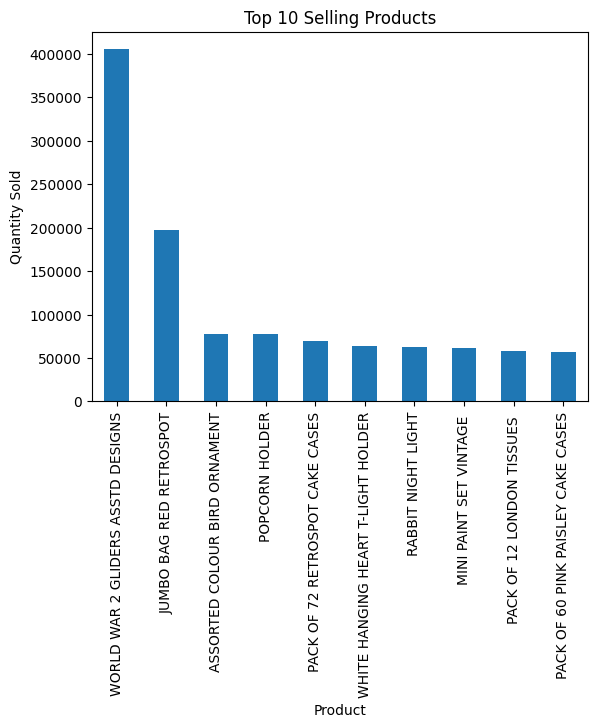 Top 10 Selling Products
Quantity Sold
400000
350000
300000
250000
200000
150000
100000
50000
0
WORLD WAR 2 GLIDERS ASSTD DESIGNS
JUMBO BAG RED RETROSPOT
ASSORTED COLOUR BIRD ORNAMENT
POPCORN HOLDER
PACK OF 72 RETROSPOT CAKE CASES
WHITE HANGING HEART T-LIGHT HOLDER
RABBIT NIGHT LIGHT
MINI PAINT SET VINTAGE
PACK OF 12 LONDON TISSUES
PACK OF 60 PINK PAISLEY CAKE CASES
Product